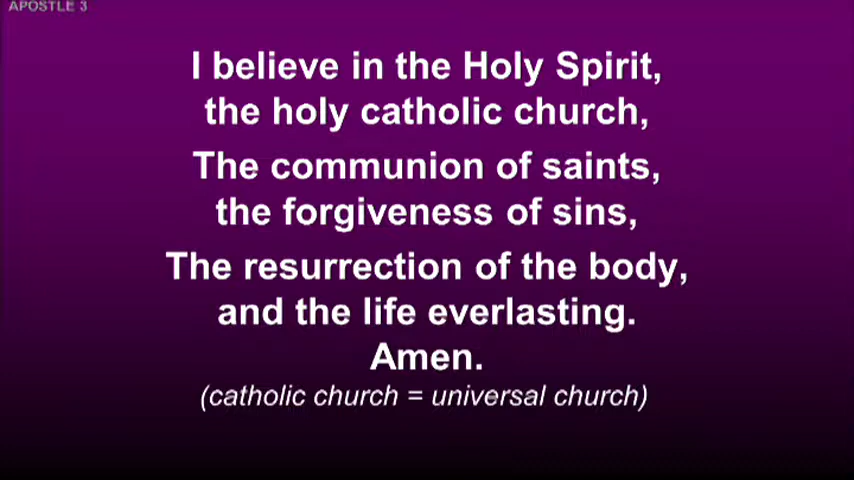 APOSTLE 3
I believe in the Holy Spirit,
the holy catholic church,
The communion of saints,
the forgiveness of sins,
The resurrection of the body,
and the life everlasting.
Amen.
(catholic church = universal church)